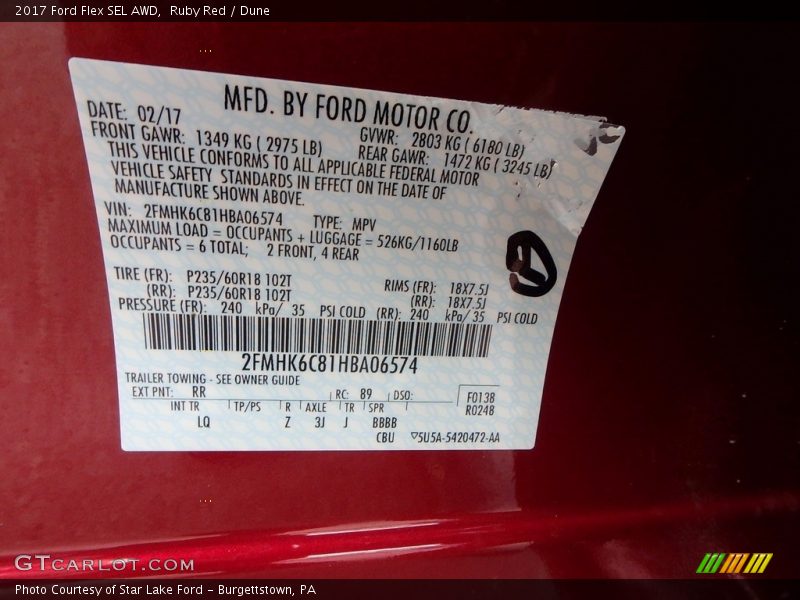 2017 Ford Flex SEL AWD,  Ruby Red / Dune
MFD. BY FORD MOTOR CO.
DATE: 02/17
GVWR: 2803 KG ( 6180 LB)
FRONT GAWR: 1349 KG ( 2975 LB)
REAR GAWR: 1472 KG ( 3245 LB)
THIS VEHICLE CONFORMS TO ALL APPLICABLE FEDERAL MOTOR
VEHICLE SAFETY STANDARDS IN EFFECT ON THE DATE OF
MANUFACTURE SHOWN ABOVE.
VIN: 2FMHK6C81HBA06574 TYPE: MPV
MAXIMUM LOAD = OCCUPANTS + LUGGAGE = 526KG/1160LB
OCCUPANTS = 6 TOTAL; 2 FRONT, 4 REAR
TIRE (FR): P235/60R18 102T RIMS (FR): 18X7.5J
(RR): P235/60R18 102T (RR): 18X7.5J
PRESSURE (FR): 240 kPa/ 35 PSI COLD (RR): 240 kPa/ 35 PSI COLD
2FMHK6C81HBA06574
TRAILER TOWING - SEE OWNER GUIDE
EXT PNT: RR RC: 89 DSO: F0138
R0248
INT TR TP/PS R AXLE TR SPR
LQ Z 3J J BBBB
CBU ▽5U5A-5420472-AA
GTCARLOT.COM
Photo Courtesy of Star Lake Ford - Burgettstown, PA